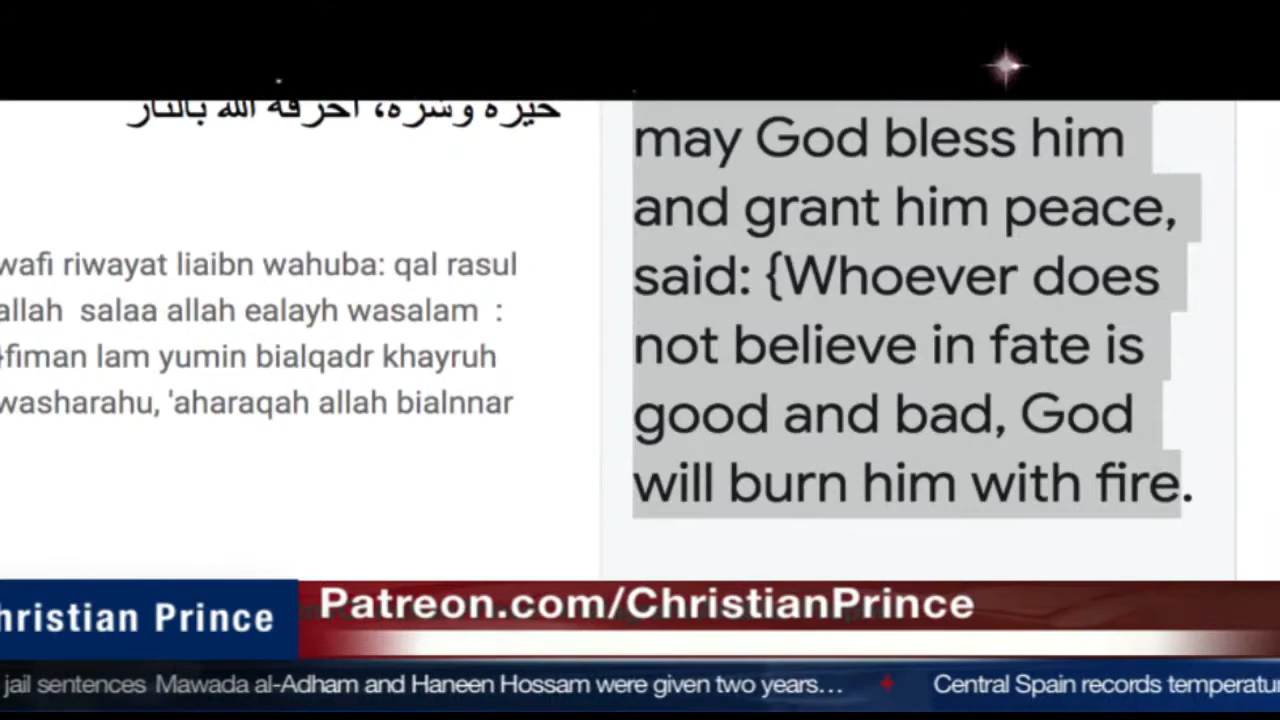 خيره وشره، أحرقه الله بالنار
wafi riwayat liaibn wahuba: qal rasul
allah salaa allah ealayh wasalam :
fiman lam yumin bialqadr khayruh
washarahu, 'aharaqah allah bialnnar
may God bless him
and grant him peace,
said: {Whoever does
not believe in fate is
good and bad, God
will burn him with fire.
hristian Prince
Patreon.com/ChristianPrince
jail sentences Mawada al-Adham and Haneen Hossam were given two years… Central Spain records temperatur